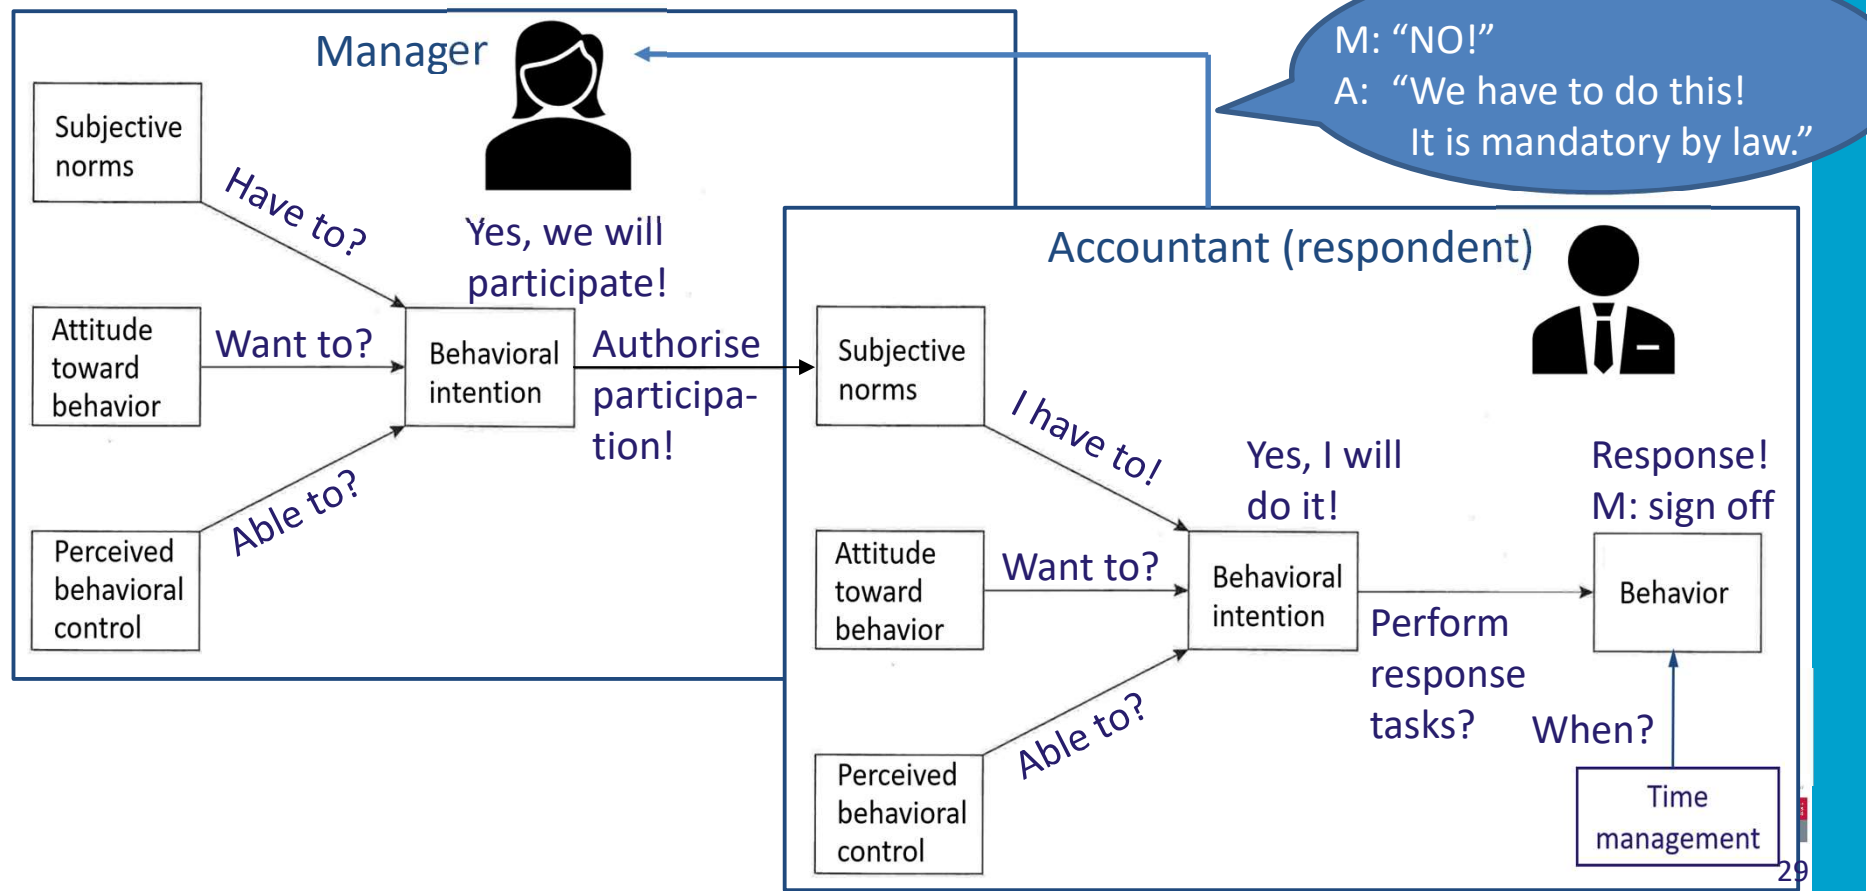 Manager
M: “NO!”
A: “We have to do this!
It is mandatory by law.”
Subjective
norms
Have to?
Yes, we will
participate!
Attitude
toward
behavior
Want to?
Behavioral
intention
Authorise
participa-
tion!
Able to?
Perceived
behavioral
control
Accountant (respondent)
Subjective
norms
I have to!
Yes, I will
do it!
Response!
M: sign off
Attitude
toward
behavior
Want to?
Behavioral
intention
Behavior
Perform
response
tasks?
When?
Able to?
Perceived
behavioral
control
Time
management
29